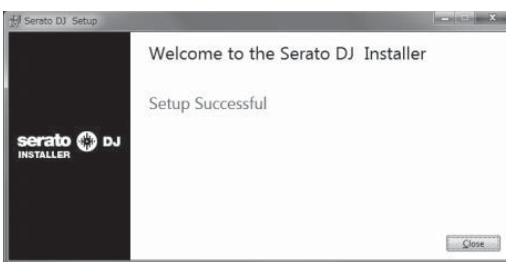 Serato DJ Setup
Welcome to the Serato DJ Installer
Setup Successful
serato DJ
INSTALLER
Close